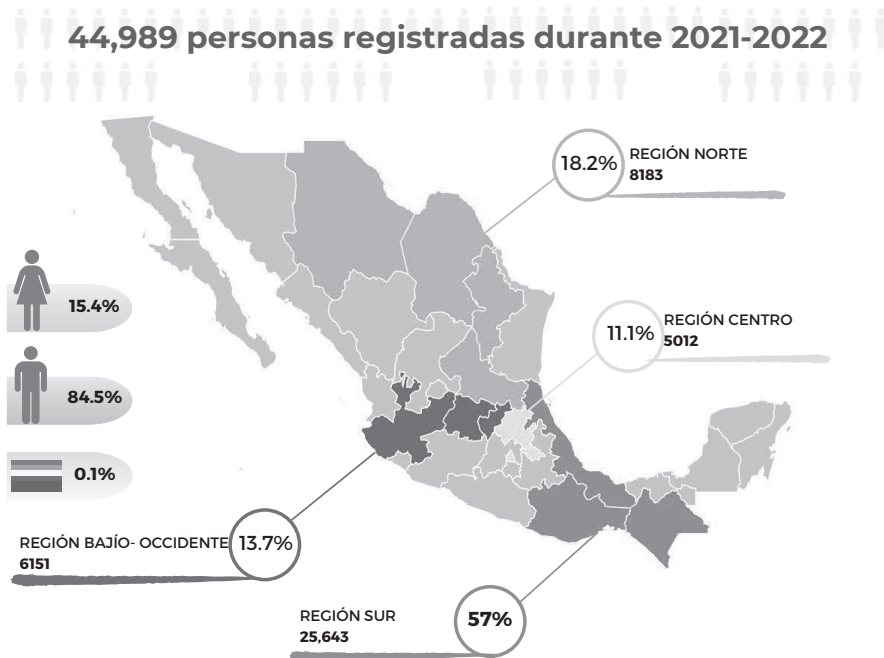 44,989 personas registradas durante 2021-2022
18.2%
REGIÓN NORTE
8183
15.4%
11.1%
REGIÓN CENTRO
5012
84.5%
0.1%
REGIÓN BAJÍO- OCCIDENTE
6151
13.7%
REGIÓN SUR
25,643
57%